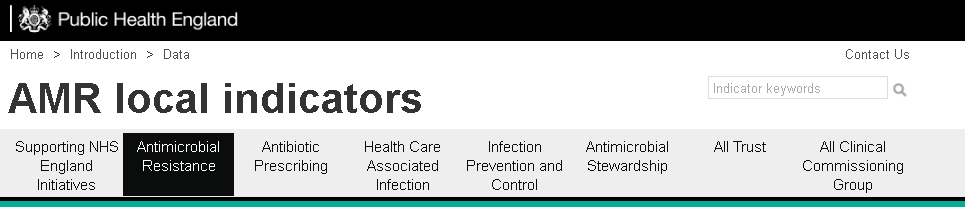 Public Health England
Home > Introduction > Data
Contact Us
AMR local indicators
Indicator keywords
Supporting NHS
England
Initiatives
Antimicrobial
Resistance
Antibiotic
Prescribing
Health Care
Associated
Infection
Infection
Prevention and
Control
Antimicrobial
Stewardship
All Trust
All Clinical
Commissioning
Group